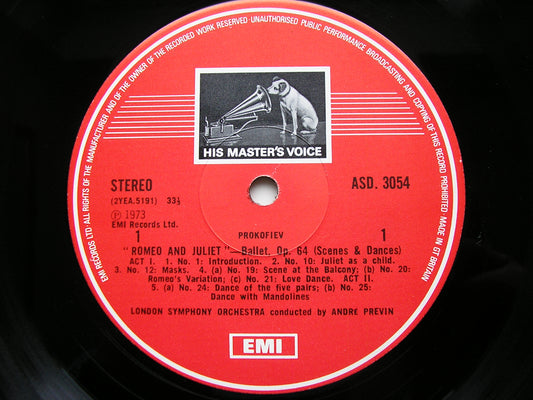 EMI RECORDS LTD ALL RIGHTS OF THE MANUFACTURER AND OF THE OWNER OF THE RECORDED WORK RESERVED · UNAUTHORISED PUBLIC PERFORMANCE BROADCASTING AND COPYING OF THIS RECORD PROHIBITED · MADE IN GT BRITAIN
HIS MASTER'S VOICE
STEREO
ASD. 3054
(2YEA.5191) 33⅓
Ⓟ 1973
EMI Records Ltd.
1 PROKOFIEV 1
"ROMEO AND JULIET"—Ballet, Op. 64 (Scenes & Dances)
ACT I. 1. No. 1: Introduction. 2. No. 10: Juliet as a child.
3. No. 12: Masks. 4. (a) No. 19: Scene at the Balcony; (b) No. 20:
Romeo's Variation; (c) No. 21: Love Dance. ACT II.
5. (a) No. 24: Dance of the five pairs; (b) No. 25:
Dance with Mandolines
LONDON SYMPHONY ORCHESTRA conducted by ANDRE PREVIN
EMI